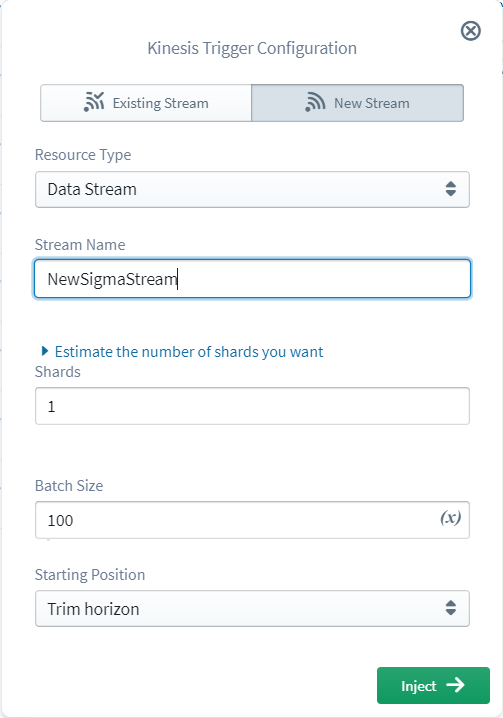 Kinesis Trigger Configuration
Existing Stream New Stream
Resource Type
Data Stream
Stream Name
NewSigmaStream
Estimate the number of shards you want
Shards
1
Batch Size
100 (x)
Starting Position
Trim horizon
Inject